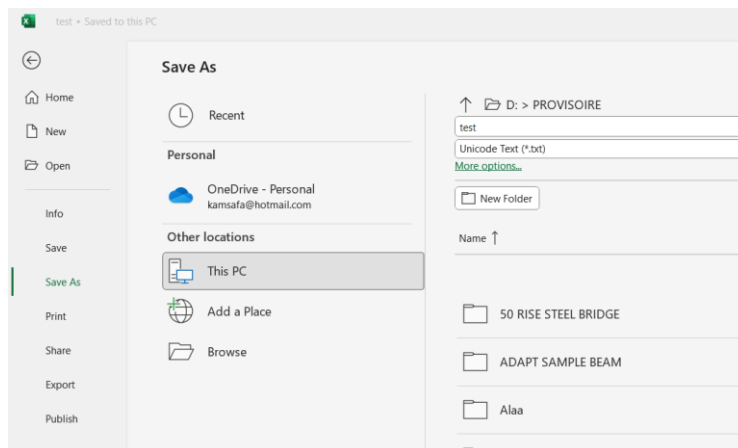 test • Saved to this PC
Home
New
Open
Info
Save
Save As
Print
Share
Export
Publish
Save As
Recent
Personal
OneDrive - Personal
kamsafa@hotmail.com
Other locations
This PC
Add a Place
Browse
D: > PROVISOIRE
test
Unicode Text (*.txt)
More options...
New Folder
Name ↑
50 RISE STEEL BRIDGE
ADAPT SAMPLE BEAM
Alaa